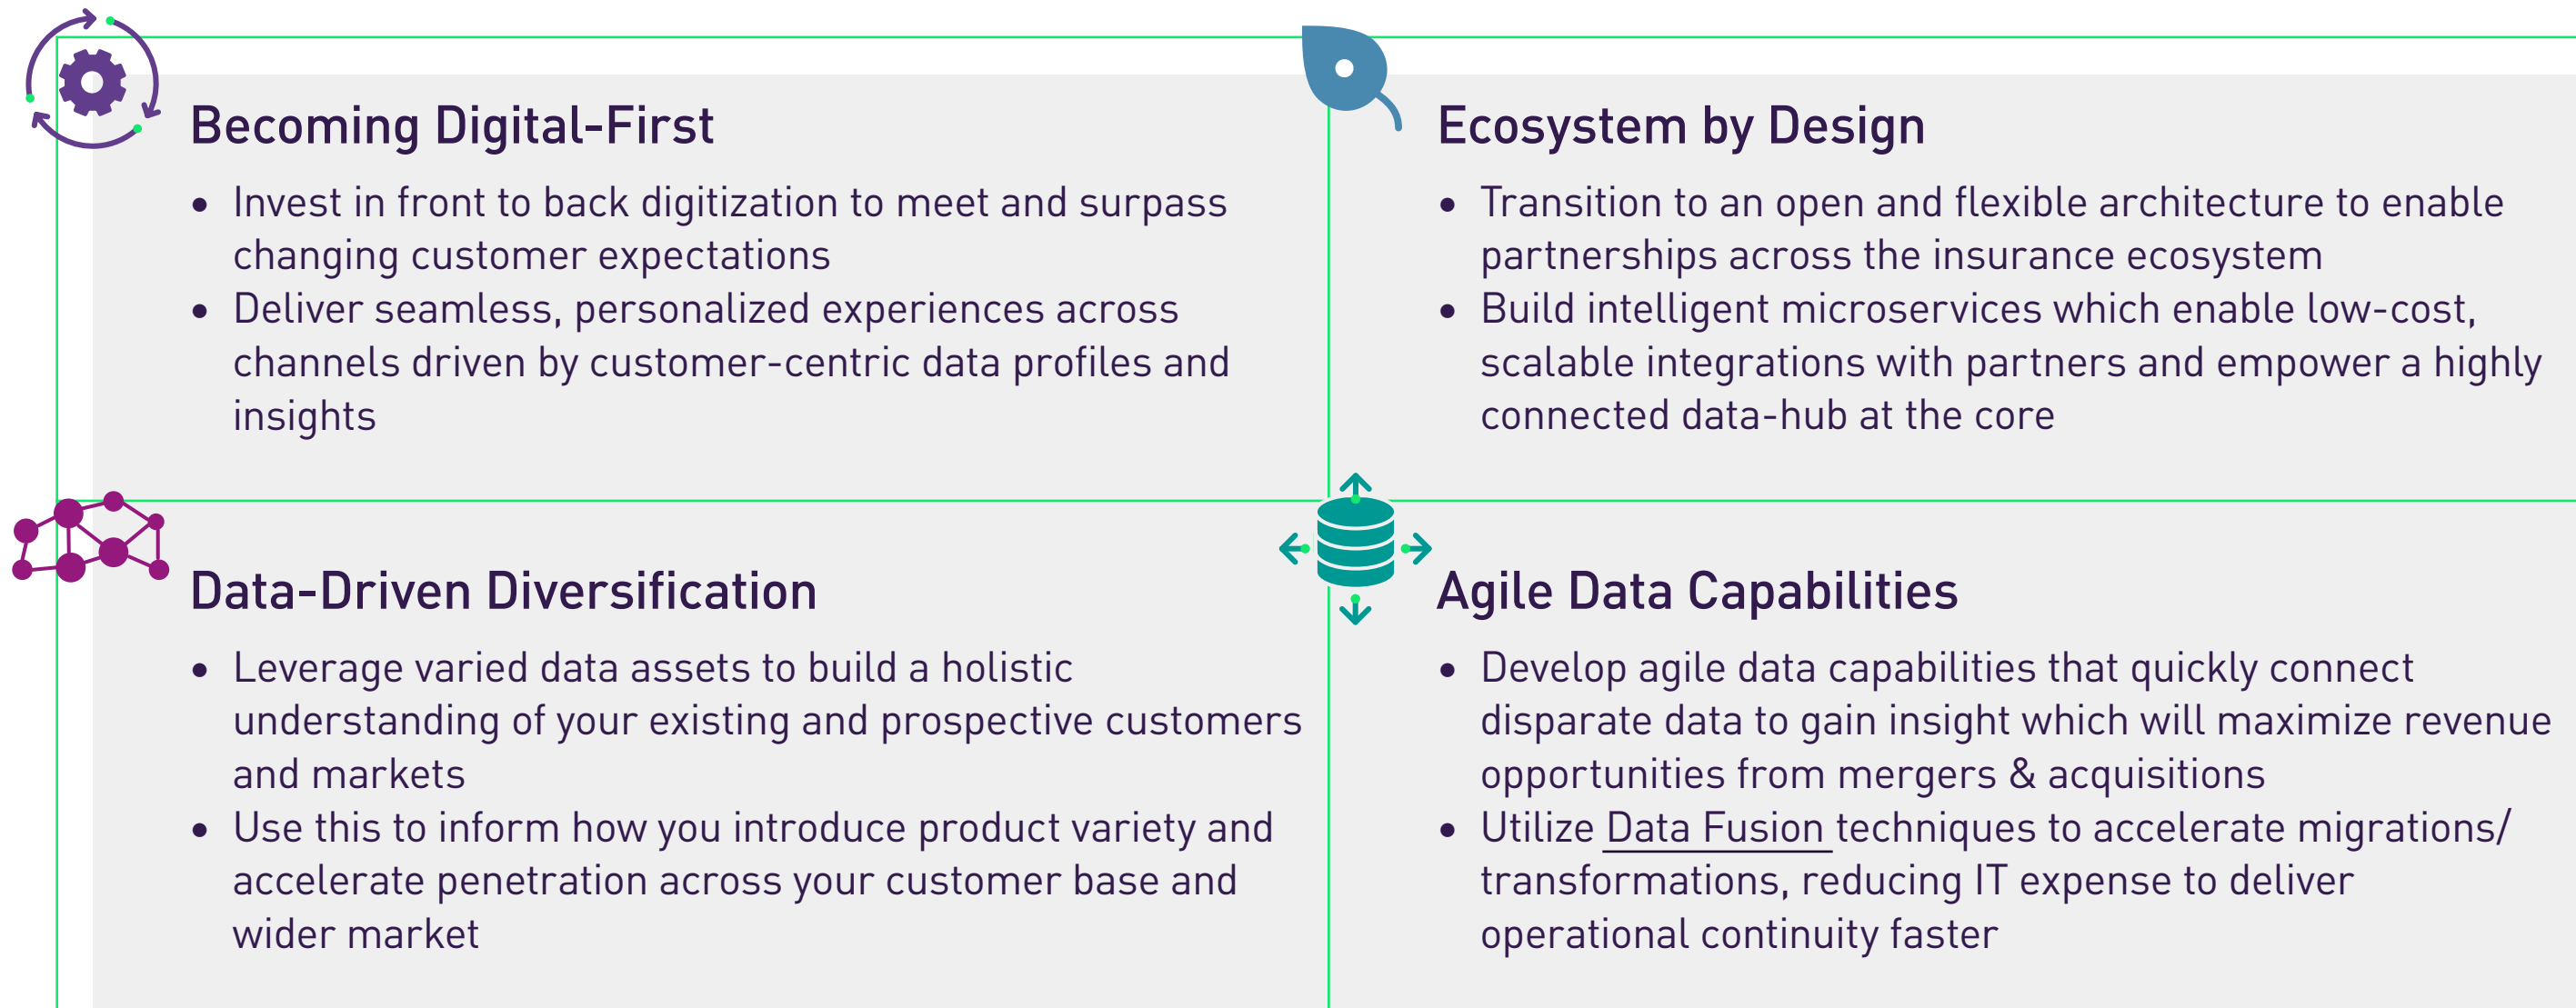 Becoming Digital-First
• Invest in front to back digitization to meet and surpass
changing customer expectations
• Deliver seamless, personalized experiences across
channels driven by customer-centric data profiles and
insights
Ecosystem by Design
• Transition to an open and flexible architecture to enable
partnerships across the insurance ecosystem
• Build intelligent microservices which enable low-cost,
scalable integrations with partners and empower a highly
connected data-hub at the core
Data-Driven Diversification
• Leverage varied data assets to build a holistic
understanding of your existing and prospective customers
and markets
• Use this to inform how you introduce product variety and
accelerate penetration across your customer base and
wider market
Agile Data Capabilities
• Develop agile data capabilities that quickly connect
disparate data to gain insight which will maximize revenue
opportunities from mergers & acquisitions
• Utilize Data Fusion techniques to accelerate migrations/
transformations, reducing IT expense to deliver
operational continuity faster